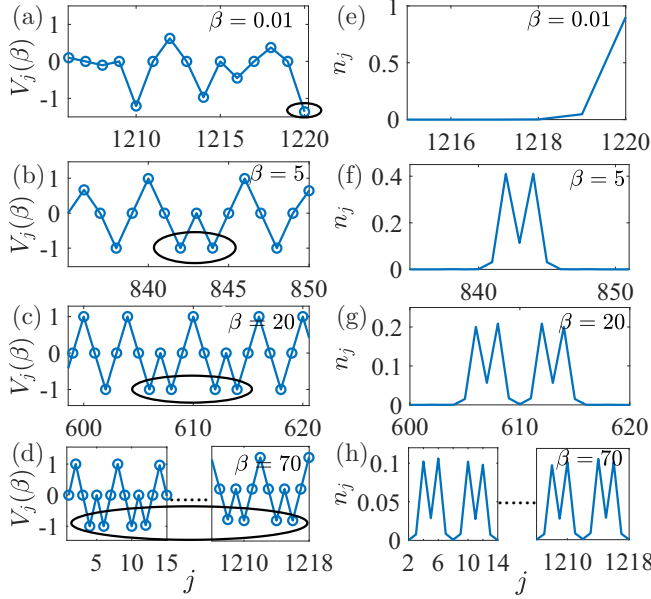 (a) β = 0.01
V_j(β)
1
0
-1
1210 1215 1220
(e) β = 0.01
n_j
1
0.5
0
1216 1218 1220
(b) β = 5
V_j(β)
1
0
-1
840 845 850
(f) β = 5
n_j
0.4
0.2
0
840 850
(c) β = 20
V_j(β)
1
0
-1
600 610 620
(g) β = 20
n_j
0.2
0.1
0
600 610 620
(d) β = 70
V_j(β)
1
0
-1
5 10 15 1210 1218
j
(h) β = 70
n_j
0.1
0.05
0
2 6 10 14 1210 1218
j